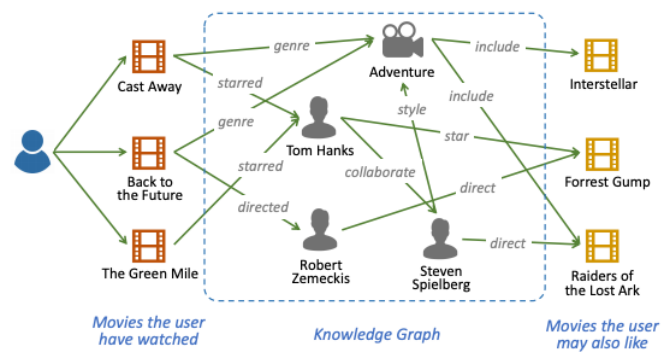 genre
include
Cast Away
Adventure
Interstellar
starred
include
style
genre
star
Tom Hanks
starred
collaborate
Back to
the Future
Forrest Gump
direct
directed
direct
The Green Mile
Robert
Zemeckis
Steven
Spielberg
Raiders of
the Lost Ark
Movies the user
have watched
Knowledge Graph
Movies the user
may also like